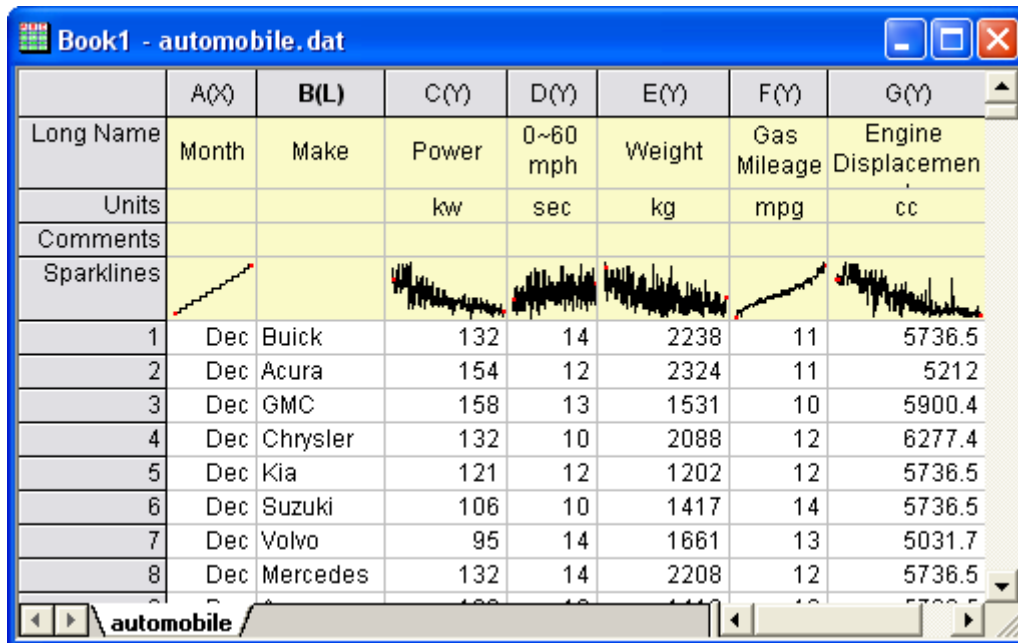 Book1 - automobile.dat
A(X) B(L) C(Y) D(Y) E(Y) F(Y) G(Y)
Long Name Month Make Power 0~60 mph Weight Gas Mileage Engine Displacemen
Units kw sec kg mpg cc
Comments
Sparklines
1 Dec Buick 132 14 2238 11 5736.5
2 Dec Acura 154 12 2324 11 5212
3 Dec GMC 158 13 1531 10 5900.4
4 Dec Chrysler 132 10 2088 12 6277.4
5 Dec Kia 121 12 1202 12 5736.5
6 Dec Suzuki 106 10 1417 14 5736.5
7 Dec Volvo 95 14 1661 13 5031.7
8 Dec Mercedes 132 14 2208 12 5736.5
automobile